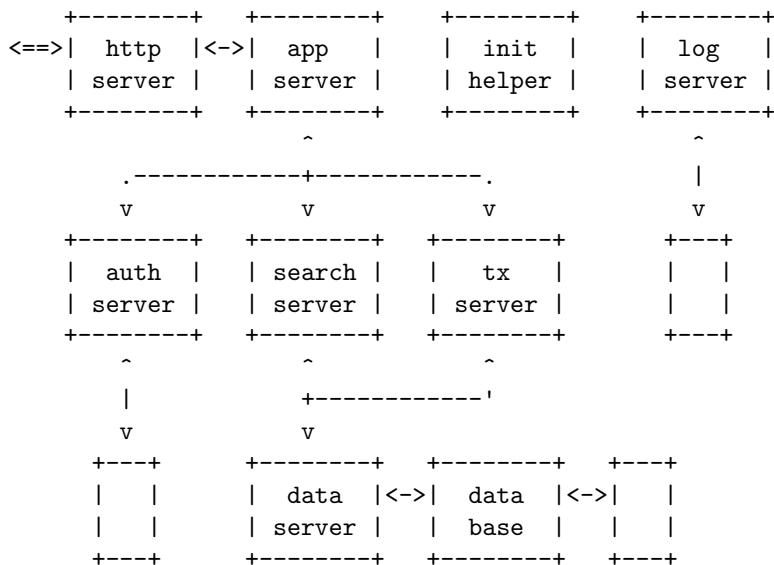 http app init log
server server helper server
auth search tx
server server server
data data
server base